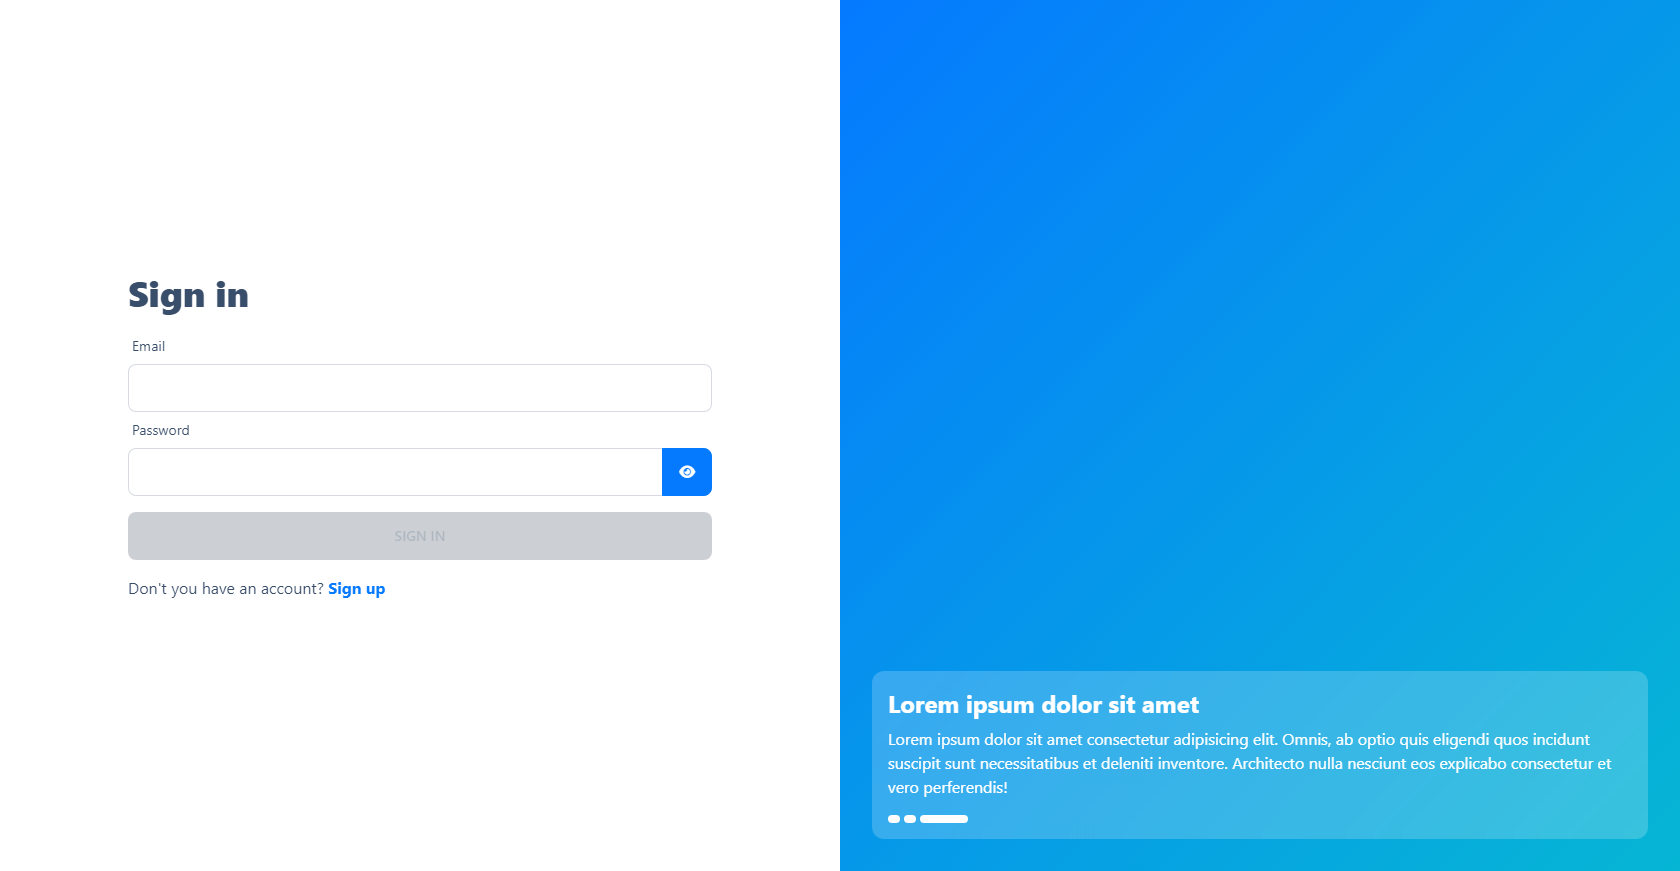 Sign in
Email
Password
SIGN IN
Don't you have an account? Sign up
Lorem ipsum dolor sit amet
Lorem ipsum dolor sit amet consectetur adipisicing elit. Omnis, ab optio quis eligendi quos incidunt
suscipit sunt necessitatibus et deleniti inventore. Architecto nulla nesciunt eos explicabo consectetur et
vero perferendis!